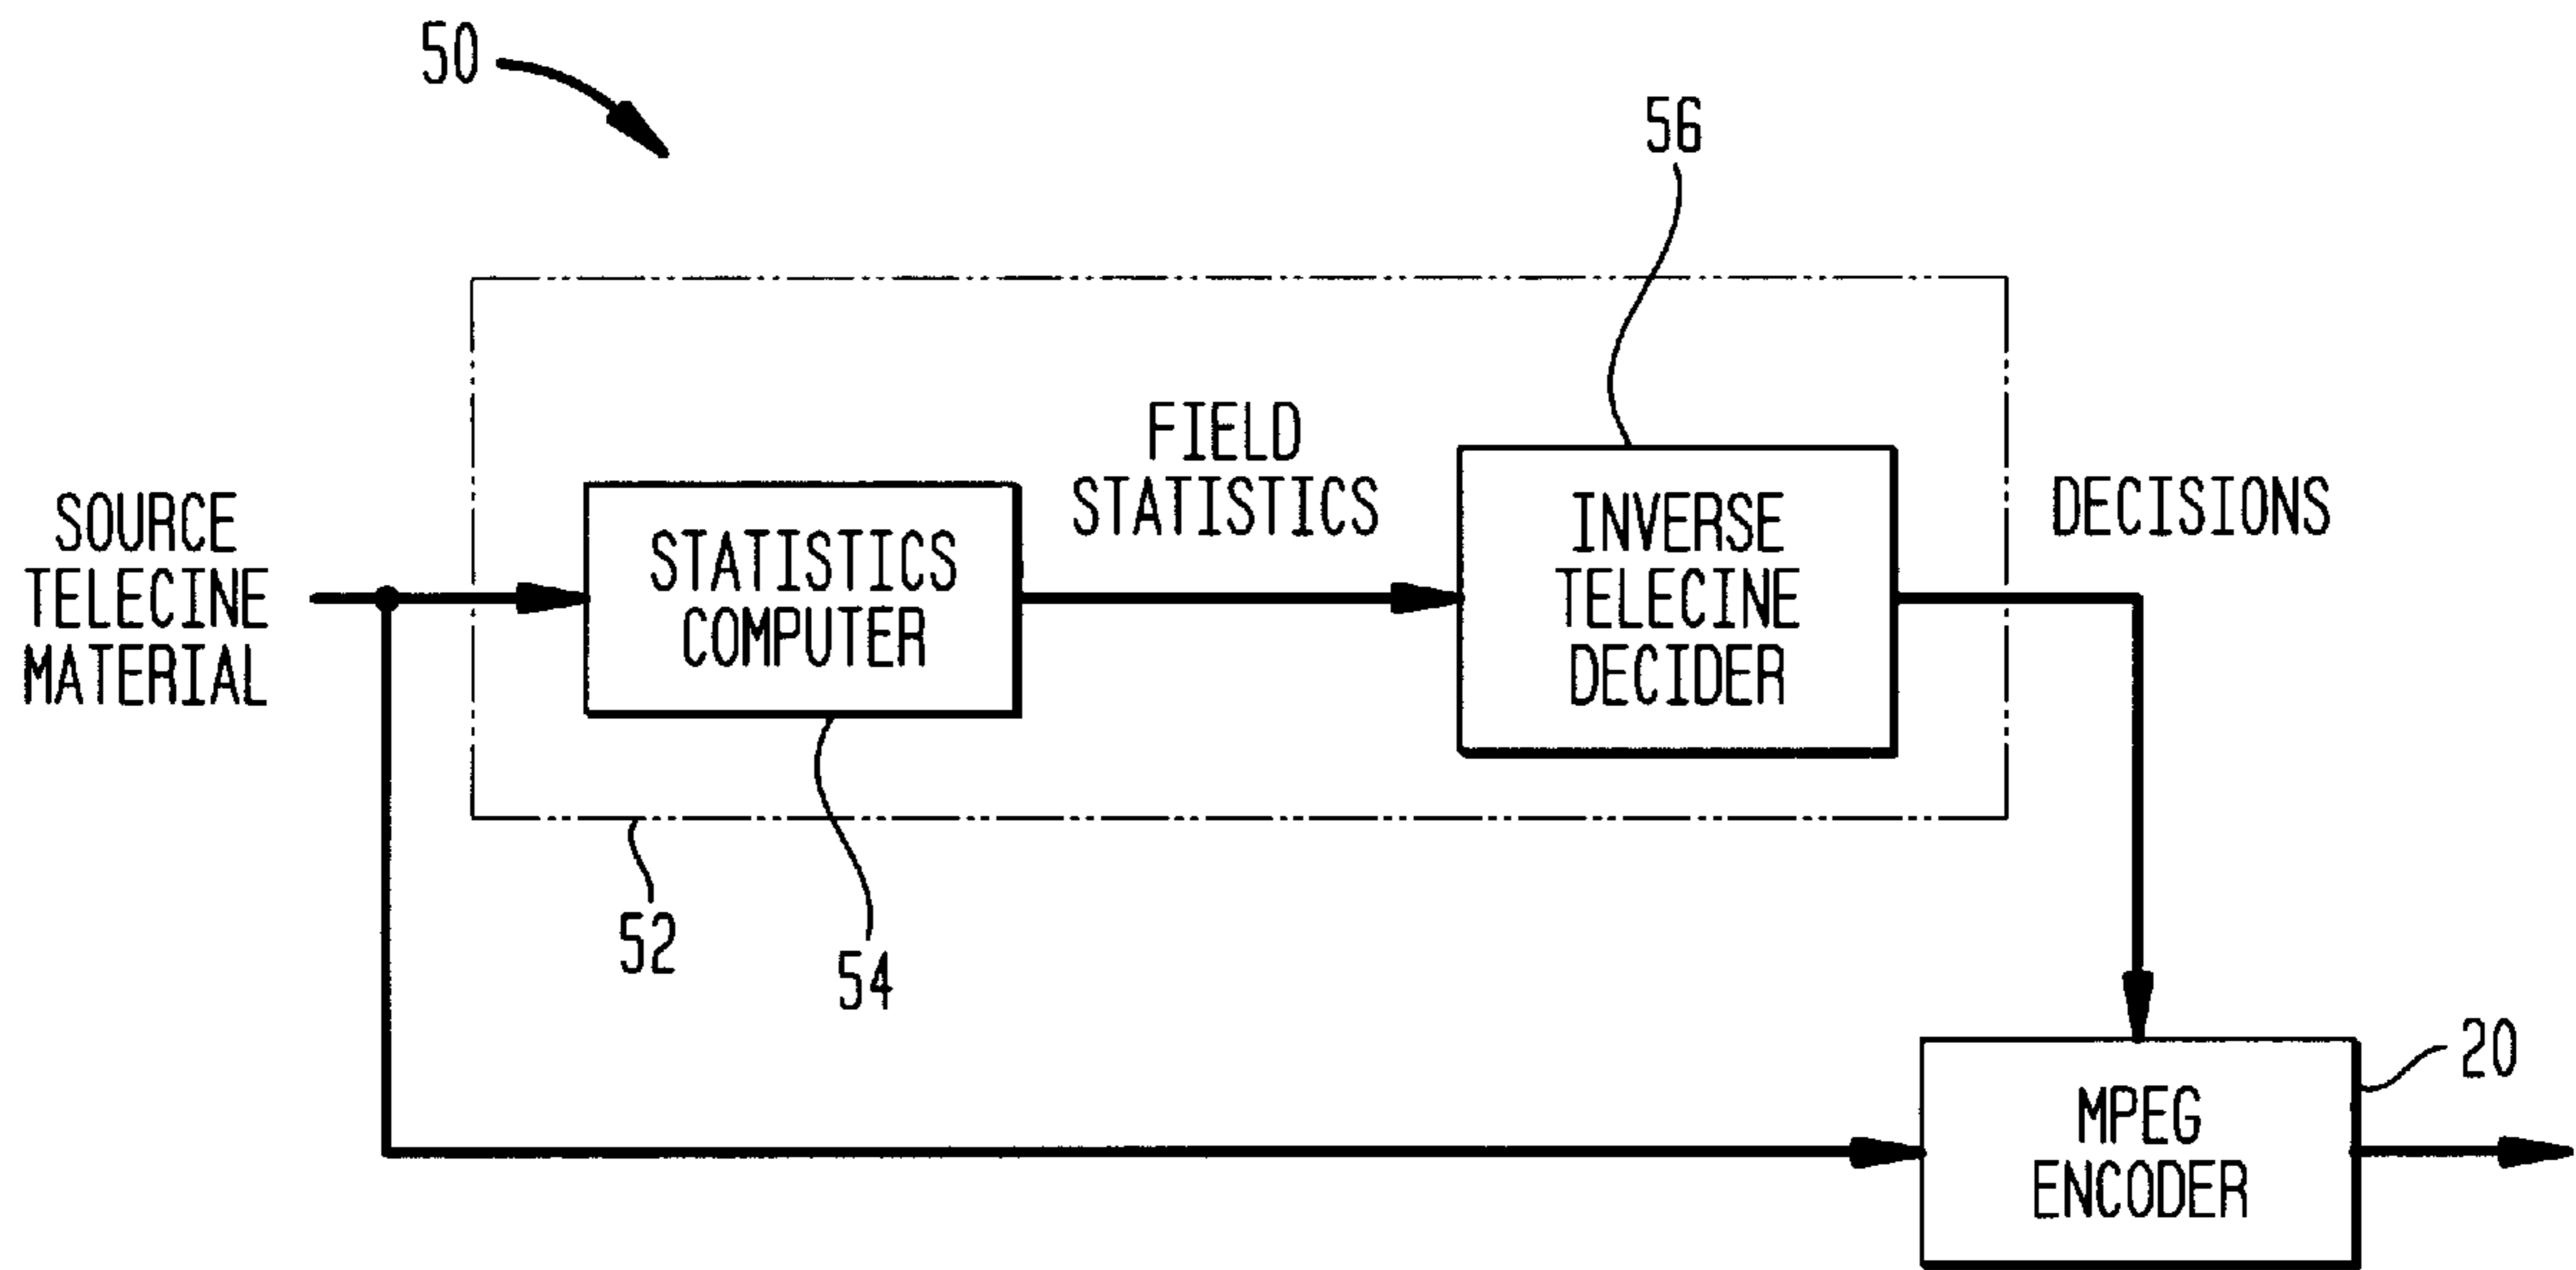 50
56
FIELD
STATISTICS
SOURCE
TELECINE
MATERIAL
STATISTICS
COMPUTER
INVERSE
TELECINE
DECIDER
DECISIONS
52
54
20
MPEG
ENCODER